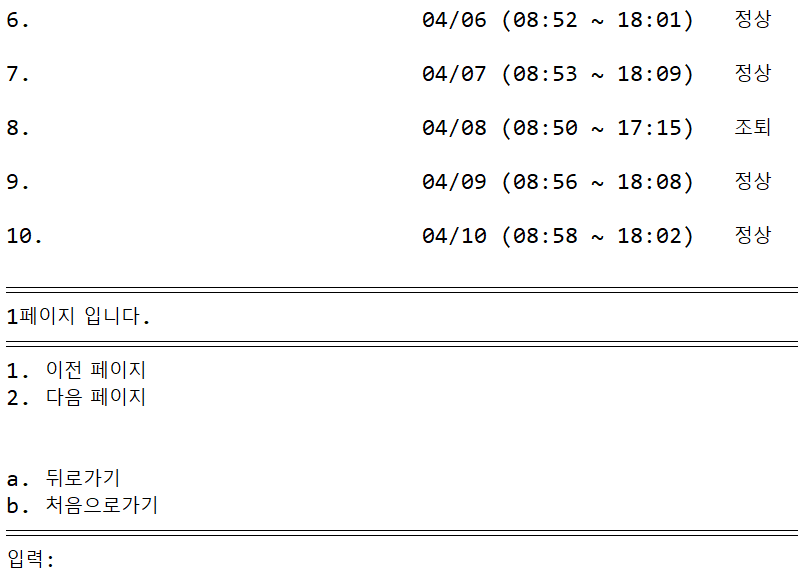 6. 04/06 (08:52 ~ 18:01) 정상
7. 04/07 (08:53 ~ 18:09) 정상
8. 04/08 (08:50 ~ 17:15) 조퇴
9. 04/09 (08:56 ~ 18:08) 정상
10. 04/10 (08:58 ~ 18:02) 정상
1페이지 입니다.
1. 이전 페이지
2. 다음 페이지
a. 뒤로가기
b. 처음으로가기
입력: